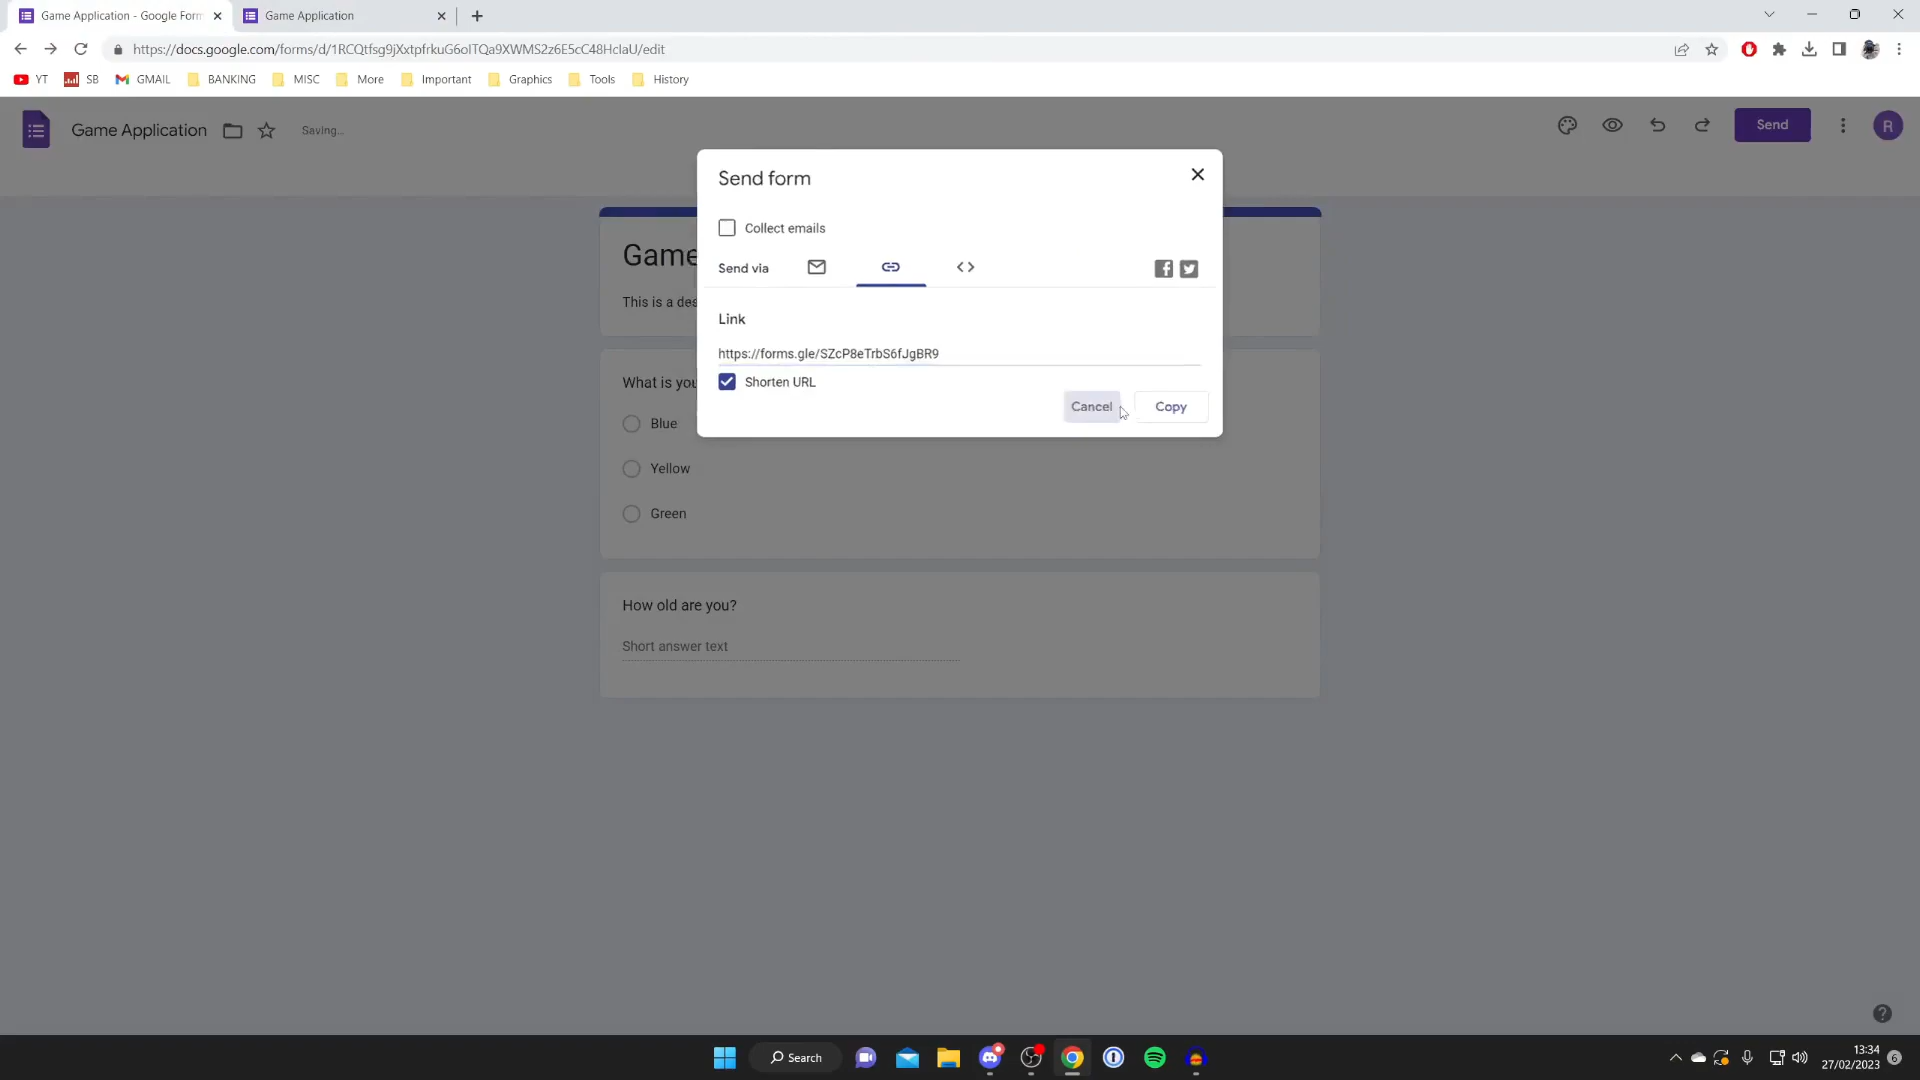 Game Application - Google Form
Game Application
https://docs.google.com/forms/d/1RCQtfsg9jXxtpfrkuG6oITQa9XWMS2z6E5cC48HcIaU/edit
YT SB GMAIL BANKING MISC More Important Graphics Tools History
Game Application Saving... Send R
Send form
Collect emails
Game
Send via
This is a des
Link
https://forms.gle/SZcP8eTrbS6fJgBR9
What is you
Shorten URL
Cancel Copy
Blue
Yellow
Green
How old are you?
Short answer text
Search
13:34
27/02/2023
6